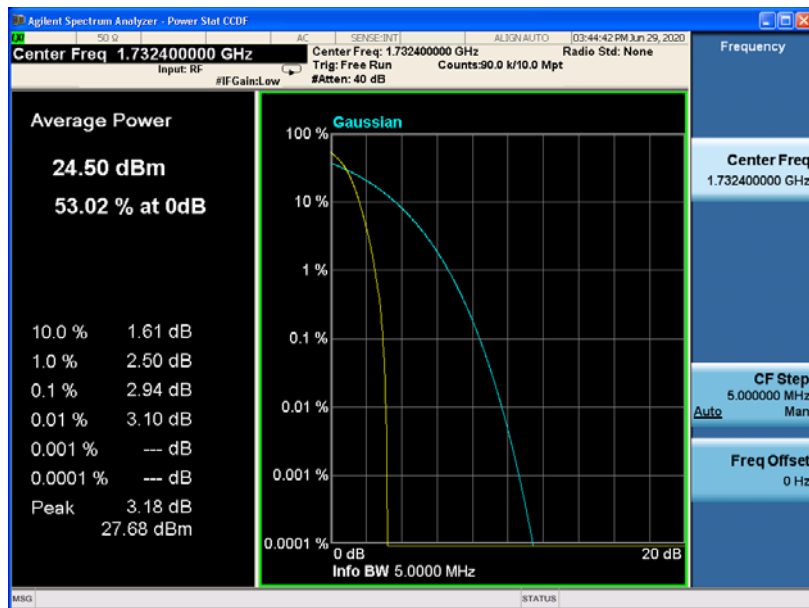 Agilent Spectrum Analyzer - Power Stat CCDF
50 Ω AC SENSE:INT ALIGN AUTO 03:44:42 PM Jun 29, 2020
Center Freq 1.732400000 GHz
Input: RF
#IFGain:Low
Center Freq: 1.732400000 GHz Radio Std: None
Trig: Free Run Counts:90.0 k/10.0 Mpt
#Atten: 40 dB
Average Power
24.50 dBm
53.02 % at 0dB
10.0 % 1.61 dB
1.0 % 2.50 dB
0.1 % 2.94 dB
0.01 % 3.10 dB
0.001 % --- dB
0.0001 % --- dB
Peak 3.18 dB
27.68 dBm
Gaussian
100 %
10 %
1 %
0.1 %
0.01 %
0.001 %
0.0001 %
0 dB 20 dB
Info BW 5.0000 MHz
Frequency
Center Freq
1.732400000 GHz
CF Step
5.000000 MHz
Auto Man
Freq Offset
0 Hz
MSG STATUS